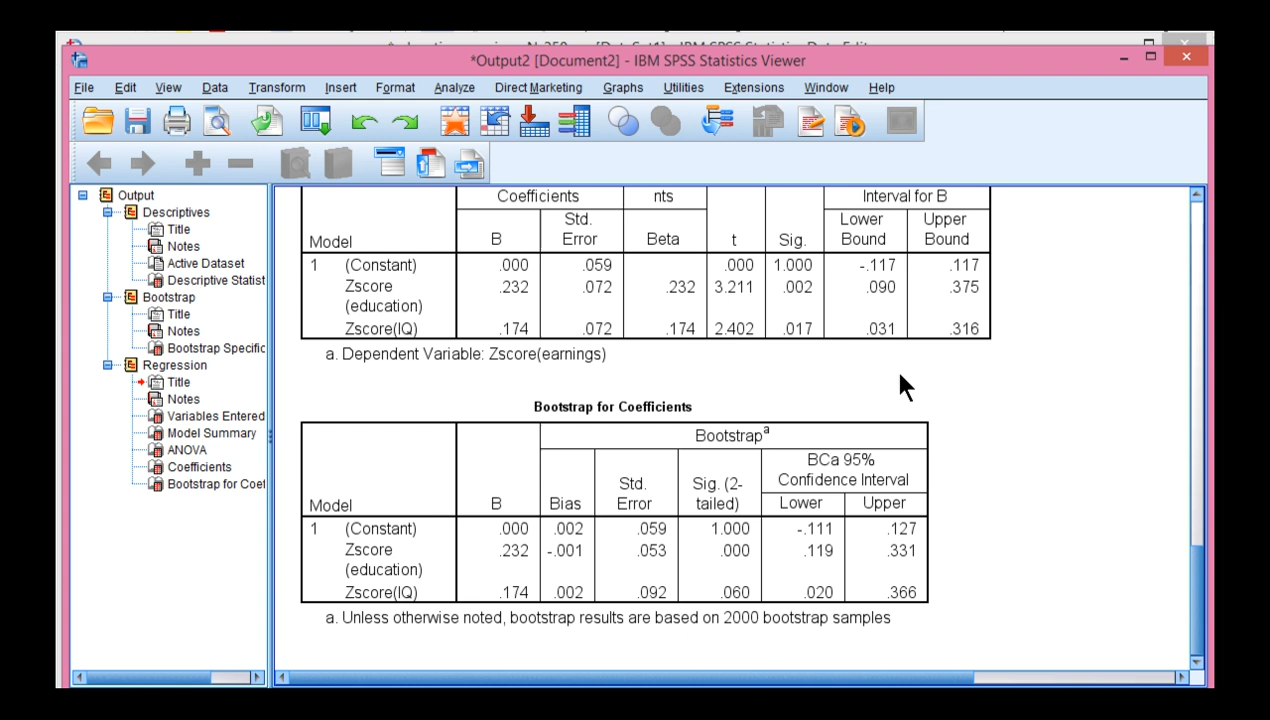 *Output2 [Document2] - IBM SPSS Statistics Viewer
File Edit View Data Transform Insert Format Analyze Direct Marketing Graphs Utilities Extensions Window Help
Output
Descriptives
Title
Notes
Active Dataset
Descriptive Statist
Bootstrap
Title
Notes
Bootstrap Specific
Regression
Title
Notes
Variables Entered
Model Summary
ANOVA
Coefficients
Bootstrap for Coef
Coefficients nts Interval for B
Std. Lower Upper
Model B Error Beta t Sig. Bound Bound
1 (Constant) .000 .059 .000 1.000 -.117 .117
Zscore .232 .072 .232 3.211 .002 .090 .375
(education)
Zscore(IQ) .174 .072 .174 2.402 .017 .031 .316
a. Dependent Variable: Zscore(earnings)
Bootstrap for Coefficients
Bootstrapa
BCa 95%
Std. Sig. (2- Confidence Interval
Model B Bias Error tailed) Lower Upper
1 (Constant) .000 .002 .059 1.000 -.111 .127
Zscore .232 -.001 .053 .000 .119 .331
(education)
Zscore(IQ) .174 .002 .092 .060 .020 .366
a. Unless otherwise noted, bootstrap results are based on 2000 bootstrap samples